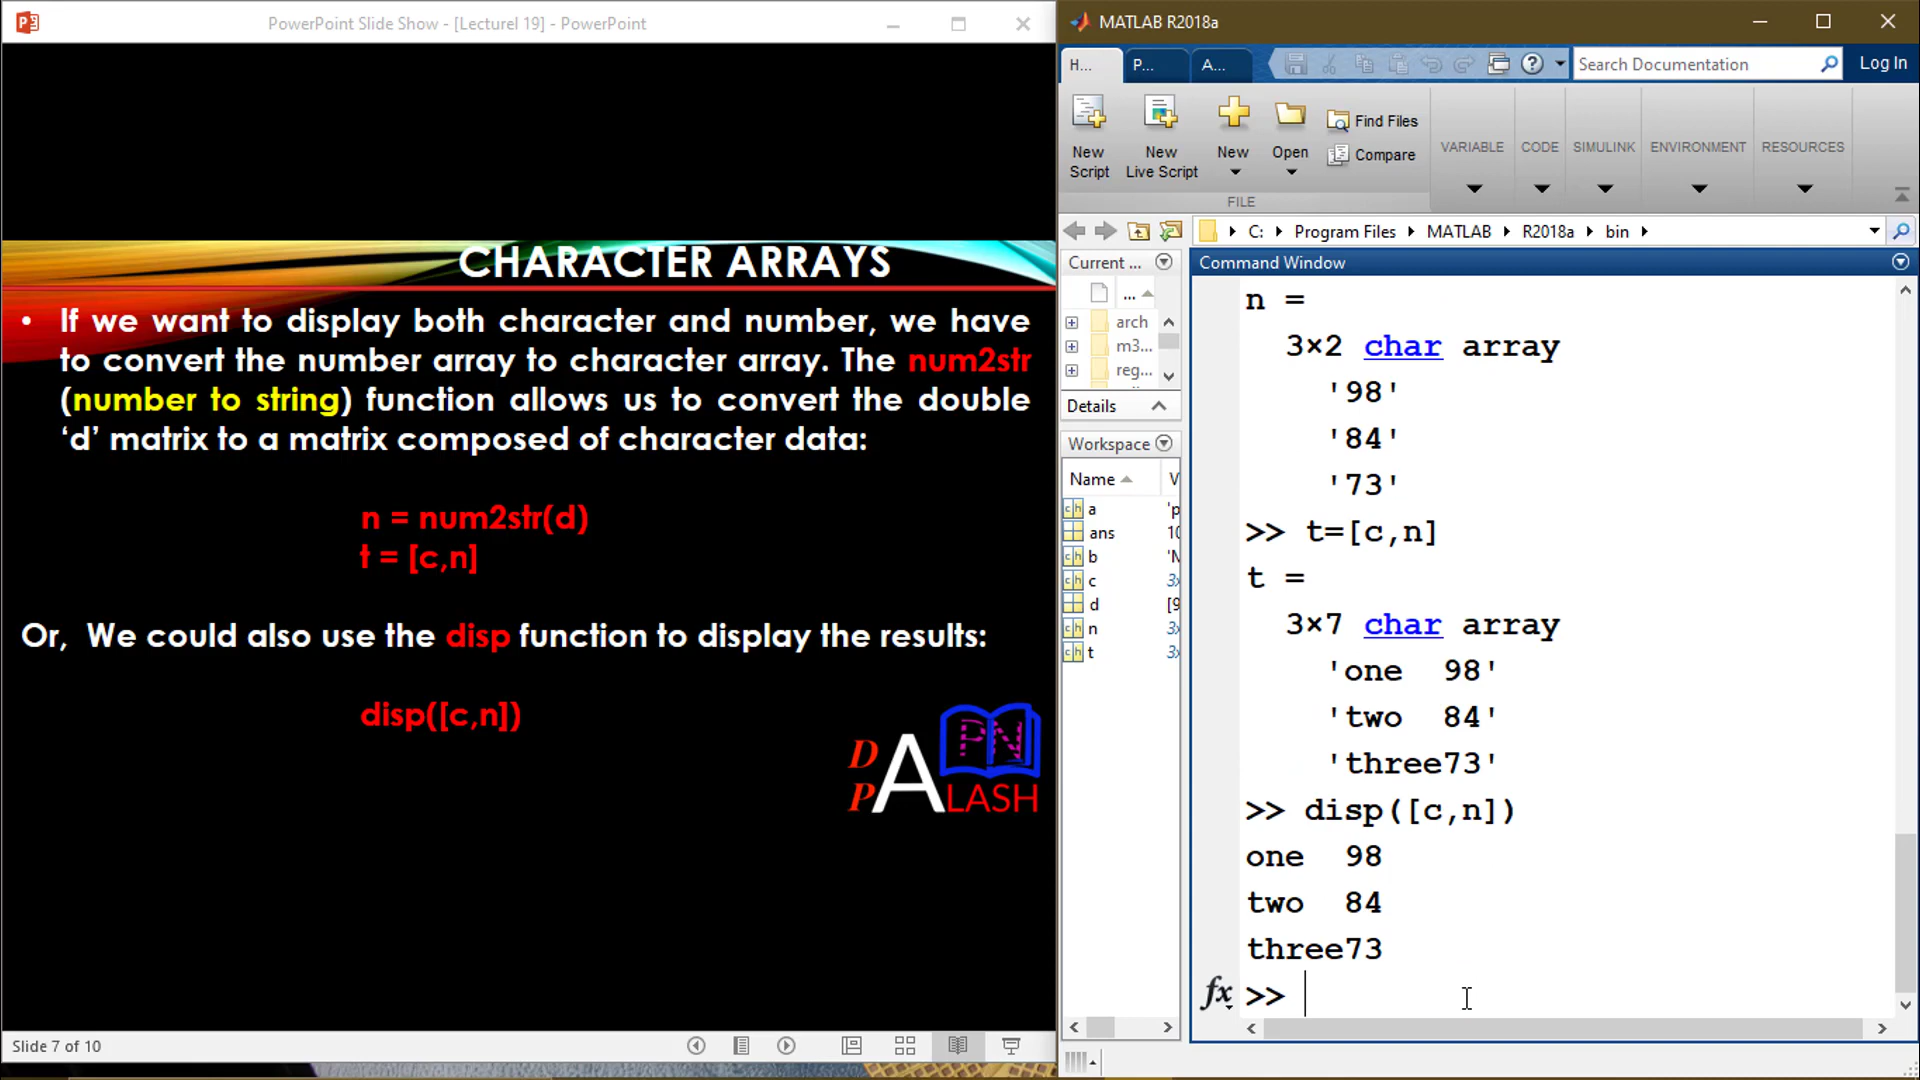 PowerPoint Slide Show - [Lecturel 19] - PowerPoint
CHARACTER ARRAYS
• If we want to display both character and number, we have
to convert the number array to character array. The num2str
(number to string) function allows us to convert the double
‘d’ matrix to a matrix composed of character data:
n = num2str(d)
t = [c,n]
Or, We could also use the disp function to display the results:
disp([c,n])
D
P
A
PN
LASH
Slide 7 of 10
MATLAB R2018a
H... P... A...
Search Documentation
Log In
New Script
New Live Script
New
Open
Find Files
Compare
VARIABLE
CODE
SIMULINK
ENVIRONMENT
RESOURCES
FILE
C: Program Files MATLAB R2018a bin
Current ...
...
arch
m3...
reg...
Details
Workspace
Name V
a 'p
ans 10
b 'M
c 3x
d [9
n 3x
t 3x
Command Window
n =
3×2 char array
'98'
'84'
'73'
>> t=[c,n]
t =
3×7 char array
'one  98'
'two  84'
'three73'
>> disp([c,n])
one  98
two  84
three73
fx >>